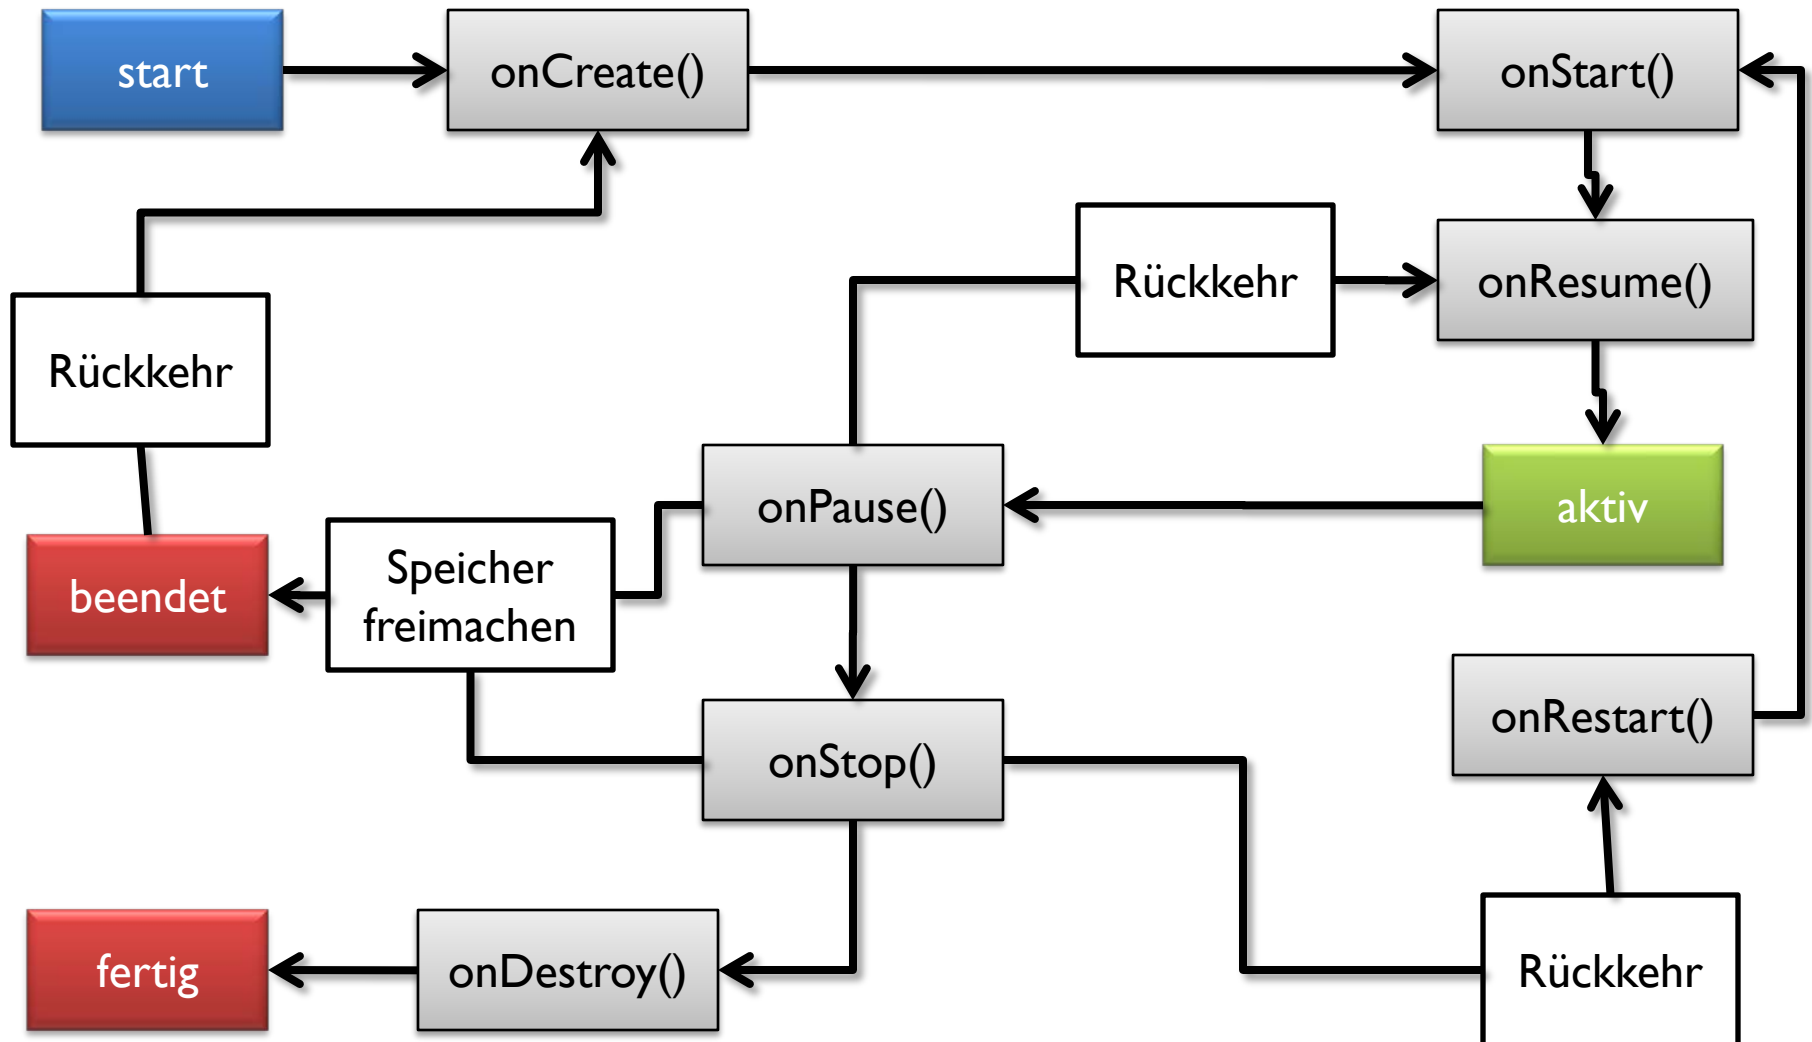 start
onCreate()
onStart()
Rückkehr
onResume()
Rückkehr
onPause()
aktiv
Speicher
freimachen
beendet
onRestart()
onStop()
fertig
onDestroy()
Rückkehr